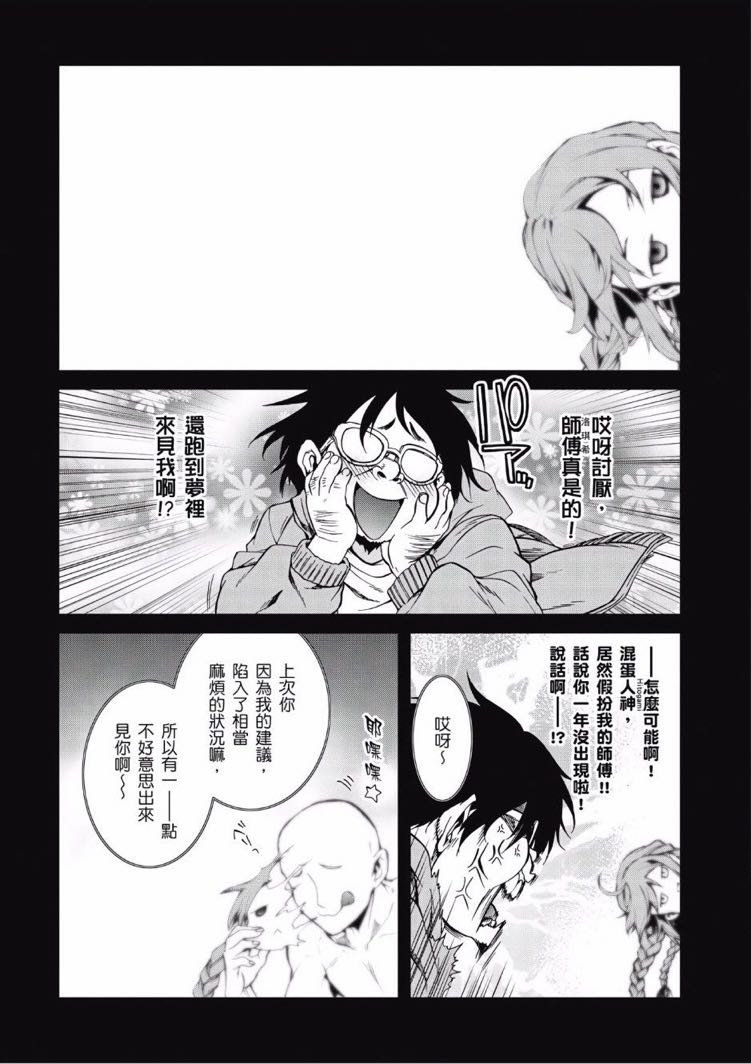 哎呀討厭，
師傅真是的！
洛琪希
還跑到夢裡
來見我啊!?
——怎麼可能啊！
混蛋人神，
Hitogami
居然假扮我的師傅!!
話說你一年沒出現啦！
說話啊——!?
哎呀～
上次你
因為我的建議，
陷入了相當
麻煩的狀況嘛，
所以有一——點
不好意思出來
見你啊～
耶嘿嘿☆